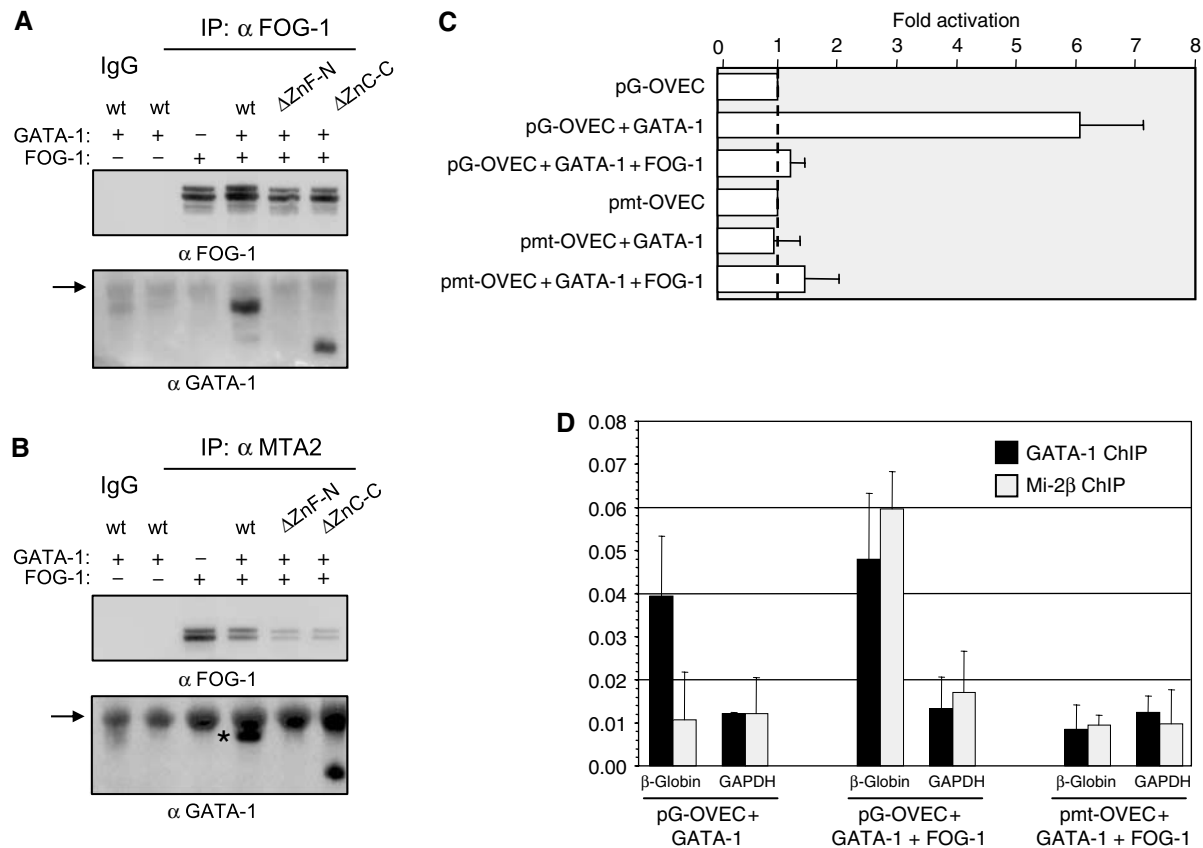 A
IP: α FOG-1
IgG
wt wt wt ΔZnF-N ΔZnC-C
GATA-1: + + – + + +
FOG-1: – – + + + +
α FOG-1
α GATA-1
B
IP: α MTA2
IgG
wt wt wt ΔZnF-N ΔZnC-C
GATA-1: + + – + + +
FOG-1: – – + + + +
α FOG-1
*
α GATA-1
C
Fold activation
0 1 2 3 4 5 6 7 8
pG-OVEC
pG-OVEC + GATA-1
pG-OVEC + GATA-1 + FOG-1
pmt-OVEC
pmt-OVEC + GATA-1
pmt-OVEC + GATA-1 + FOG-1
D
0.08
0.07
0.06
0.05
0.04
0.03
0.02
0.01
0.00
GATA-1 ChIP
Mi-2β ChIP
β-Globin GAPDH β-Globin GAPDH β-Globin GAPDH
pG-OVEC + GATA-1
pG-OVEC + GATA-1 + FOG-1
pmt-OVEC + GATA-1 + FOG-1